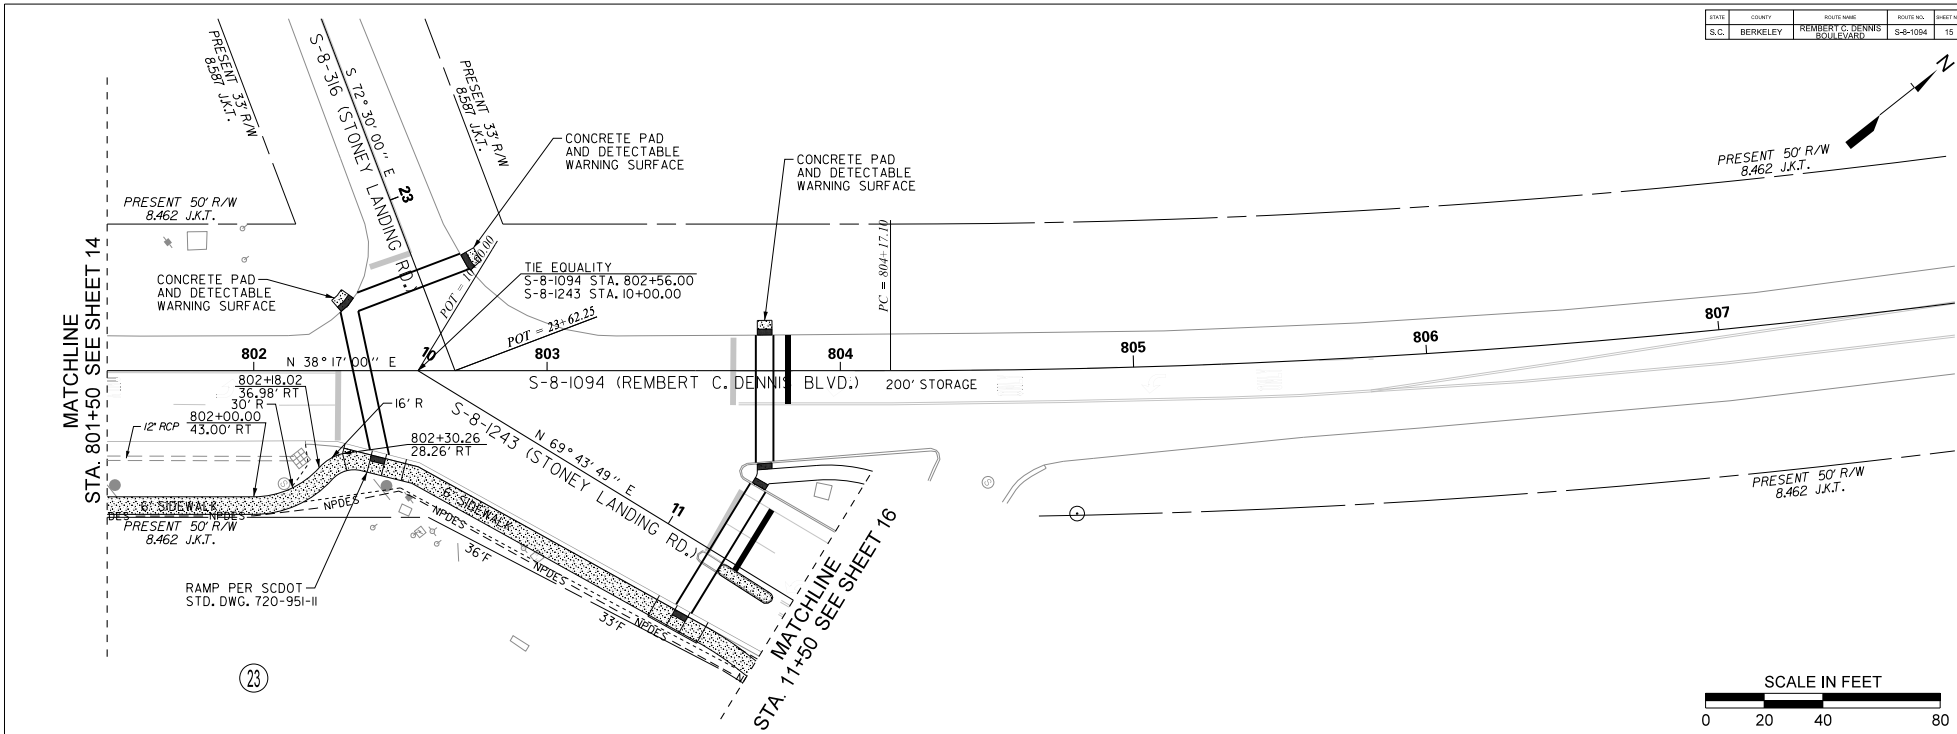 STATE COUNTY ROUTE NAME ROUTE NO.
S.C. BERKELEY REMBERT C. DENNIS BOULEVARD S-8-1094 15
N
PRESENT 33' R/W
8.587 J.K.T.
S-8-316 (STONEY LANDING RD.)
S 72° 30' 00" E
23
PRESENT 33' R/W
8.587 J.K.T.
CONCRETE PAD
AND DETECTABLE
WARNING SURFACE
CONCRETE PAD
AND DETECTABLE
WARNING SURFACE
PRESENT 50' R/W
8.462 J.K.T.
PRESENT 50' R/W
8.462 J.K.T.
MATCHLINE
STA. 801+50 SEE SHEET 14
CONCRETE PAD
AND DETECTABLE
WARNING SURFACE
TIE EQUALITY
S-8-1094 STA. 802+56.00
S-8-1243 STA. 10+00.00
POT = 23+62.25
PC = 804+17.10
802
N 38° 17' 00" E
10
803
804
805
806
807
S-8-1094 (REMBERT C. DENNIS BLVD.)
200' STORAGE
802+18.02
36.98' RT
30' R
16' R
802+00.00
43.00' RT
12" RCP
802+30.26
28.26' RT
S-8-1243 (STONEY LANDING RD.)
N 69° 43' 49" E
11
6' SIDEWALK
NPDES
6' SIDEWALK
NPDES
NPDES
NPDES
NPDES
PRESENT 50' R/W
8.462 J.K.T.
36'F
33'F
RAMP PER SCDOT
STD. DWG. 720-951-11
PRESENT 50' R/W
8.462 J.K.T.
MATCHLINE
STA. 11+50 SEE SHEET 16
23
SCALE IN FEET
0 20 40 80